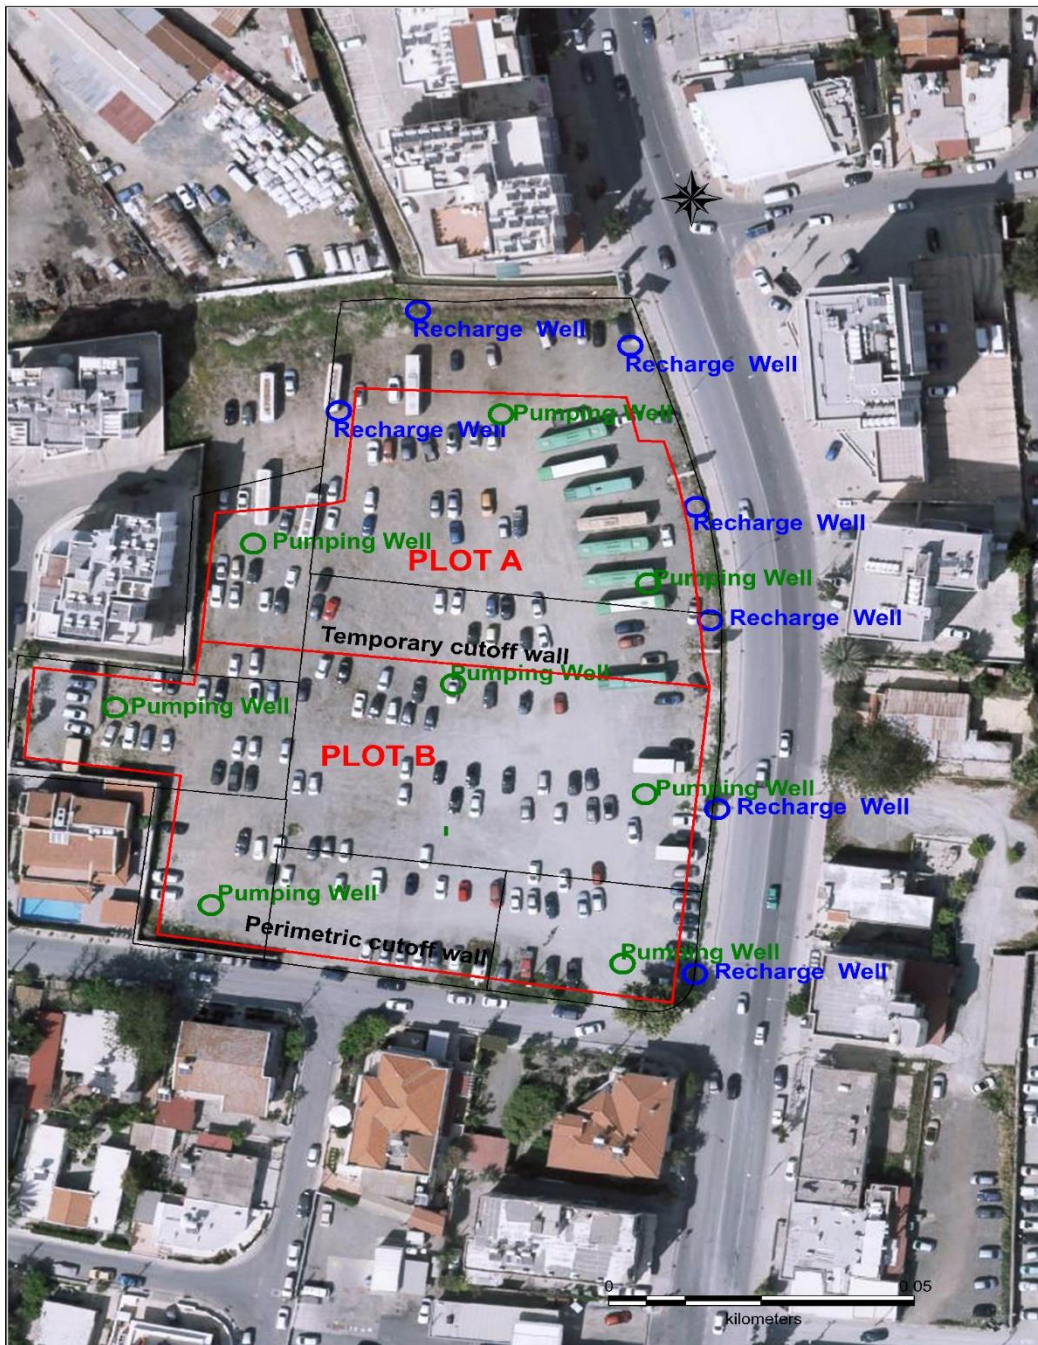 Recharge Well
Recharge Well
Pumping Well
Recharge Well
Recharge Well
Pumping Well
PLOT A
Pumping Well
Recharge Well
Temporary cutoff wall
Pumping Well
Pumping Well
PLOT B
Pumping Well
Recharge Well
Pumping Well
Perimetric cutoff wall
Pumping Well
Recharge Well
0 0.05
kilometers